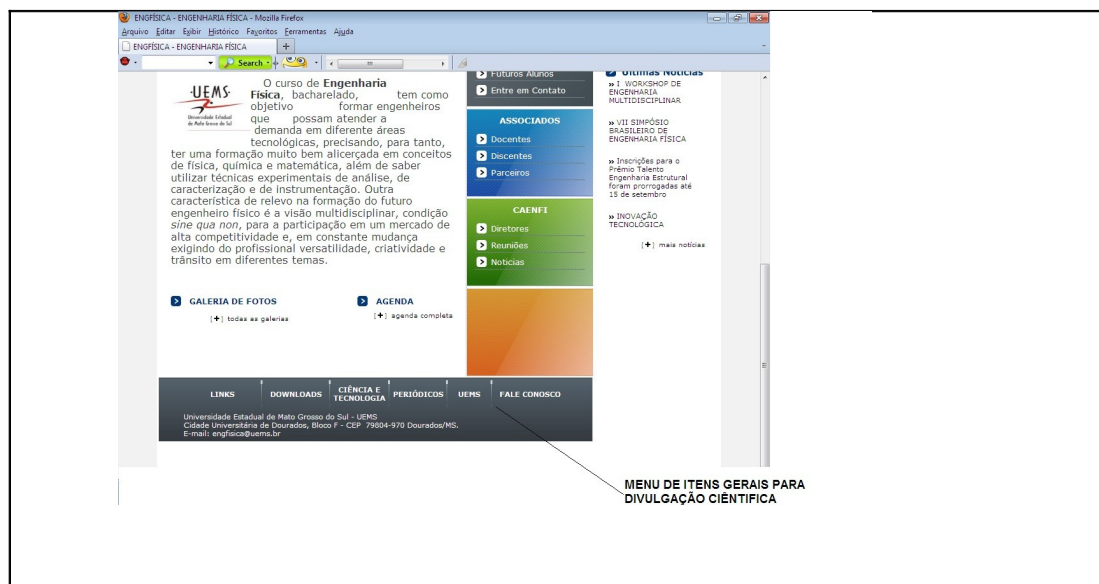 ENGFÍSICA - ENGENHARIA FÍSICA - Mozilla Firefox
Arquivo Editar Exibir Histórico Favoritos Ferramentas Ajuda
ENGFÍSICA - ENGENHARIA FÍSICA
Search
UEMS
Universidade Estadual
de Mato Grosso do Sul
O curso de Engenharia
Física, bacharelado, tem como
objetivo formar engenheiros
que possam atender a
demanda em diferente áreas
tecnológicas, precisando, para tanto,
ter uma formação muito bem alicerçada em conceitos
de física, química e matemática, além de saber
utilizar técnicas experimentais de análise, de
caracterização e de instrumentação. Outra
característica de relevo na formação do futuro
engenheiro físico é a visão multidisciplinar, condição
sine qua non, para a participação em um mercado de
alta competitividade e, em constante mudança
exigindo do profissional versatilidade, criatividade e
trânsito em diferentes temas.
GALERIA DE FOTOS
[+] todas as galerias
AGENDA
[+] agenda completa
Futuros Alunos
Entre em Contato
ASSOCIADOS
Docentes
Discentes
Parceiros
CAENFI
Diretores
Reuniões
Noticias
Últimas Notícias
» I WORKSHOP DE
ENGENHARIA
MULTIDISCIPLINAR
» VII SIMPÓSIO
BRASILEIRO DE
ENGENHARIA FÍSICA
» Inscrições para o
Prêmio Talento
Engenharia Estrutural
foram prorrogadas até
15 de setembro
» INOVAÇÃO
TECNOLÓGICA
[+] mais notícias
LINKS
DOWNLOADS
CIÊNCIA E
TECNOLOGIA
PERIÓDICOS
UEMS
FALE CONOSCO
Universidade Estadual de Mato Grosso do Sul - UEMS
Cidade Universitária de Dourados, Bloco F - CEP 79804-970 Dourados/MS.
E-mail: engfisica@uems.br
MENU DE ITENS GERAIS PARA
DIVULGAÇÃO CIÊNTIFICA